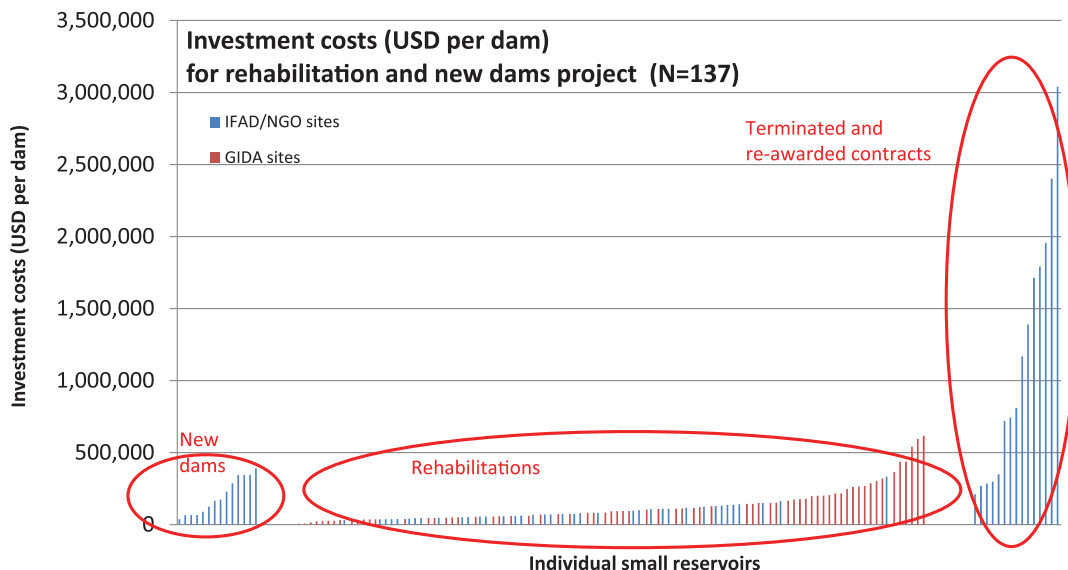 Investment costs (USD per dam)
for rehabilitation and new dams project (N=137)
IFAD/NGO sites
GIDA sites
Terminated and
re-awarded contracts
New
dams
Rehabilitations
Investment costs (USD per dam)
3,500,000
3,000,000
2,500,000
2,000,000
1,500,000
1,000,000
500,000
0
Individual small reservoirs